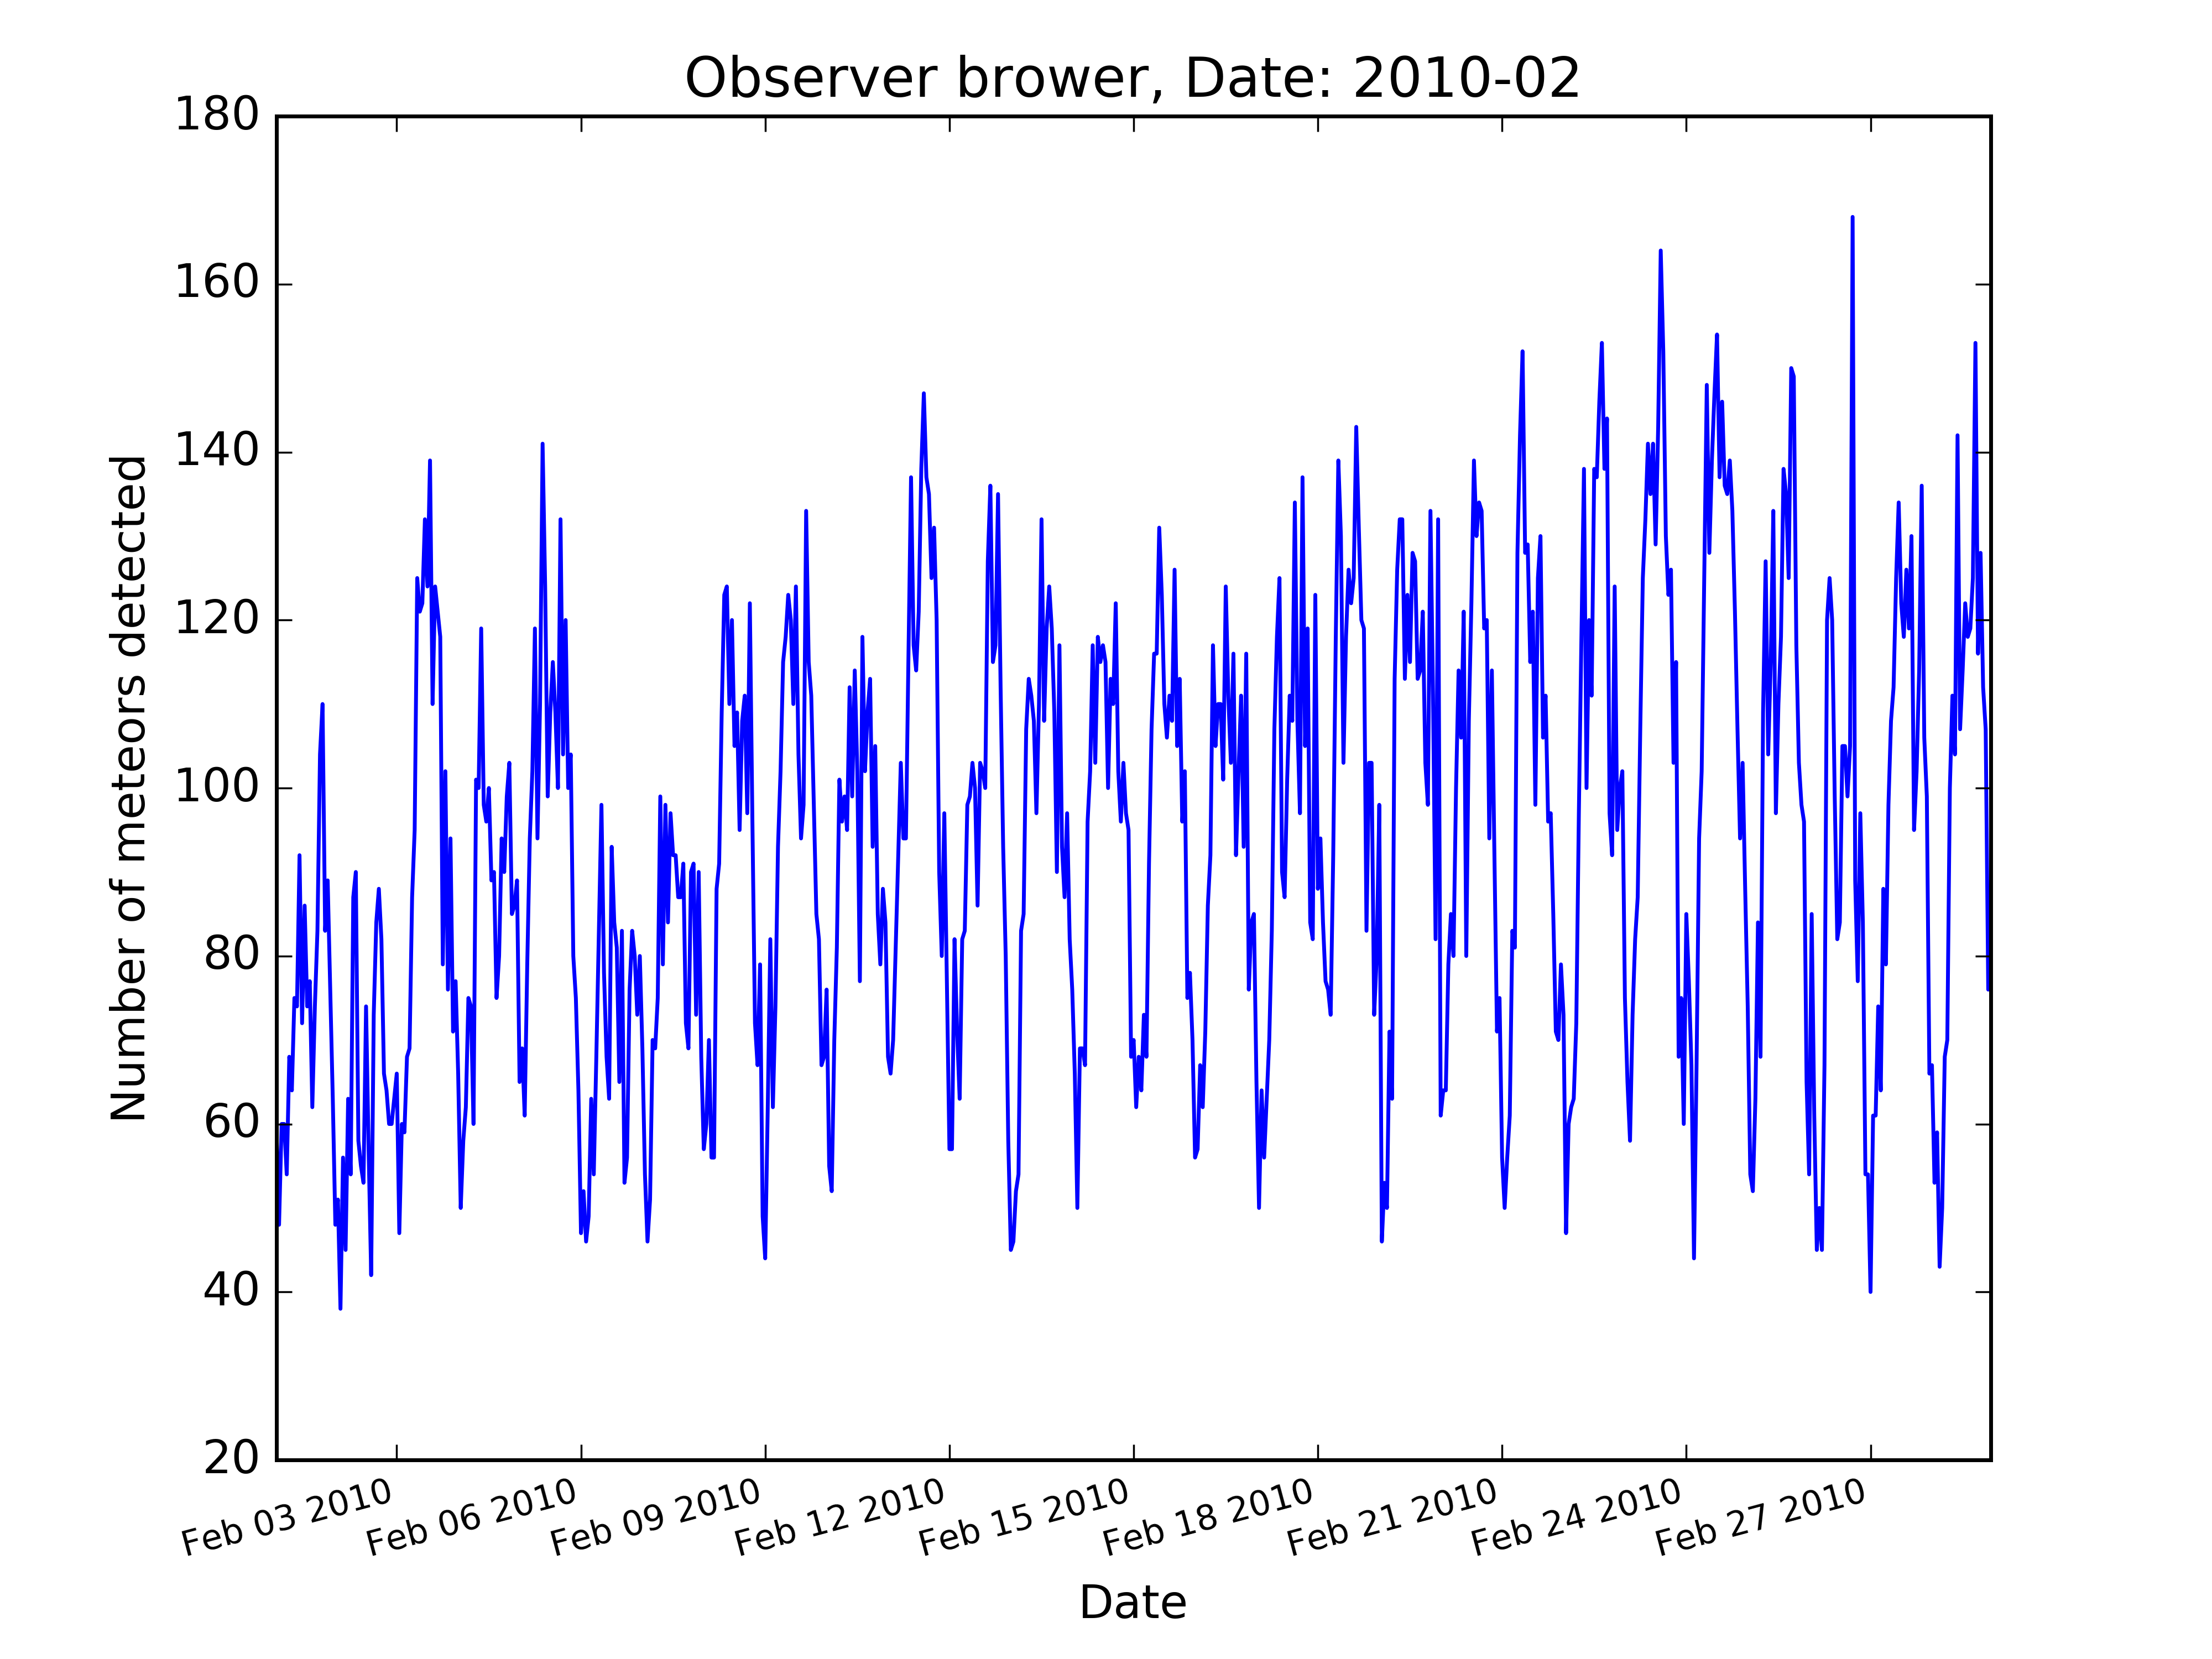 Observer brower, Date: 2010-02
180
160
140
120
100
80
60
40
20
Number of meteors detected
Feb 03 2010
Feb 06 2010
Feb 09 2010
Feb 12 2010
Feb 15 2010
Feb 18 2010
Feb 21 2010
Feb 24 2010
Feb 27 2010
Date